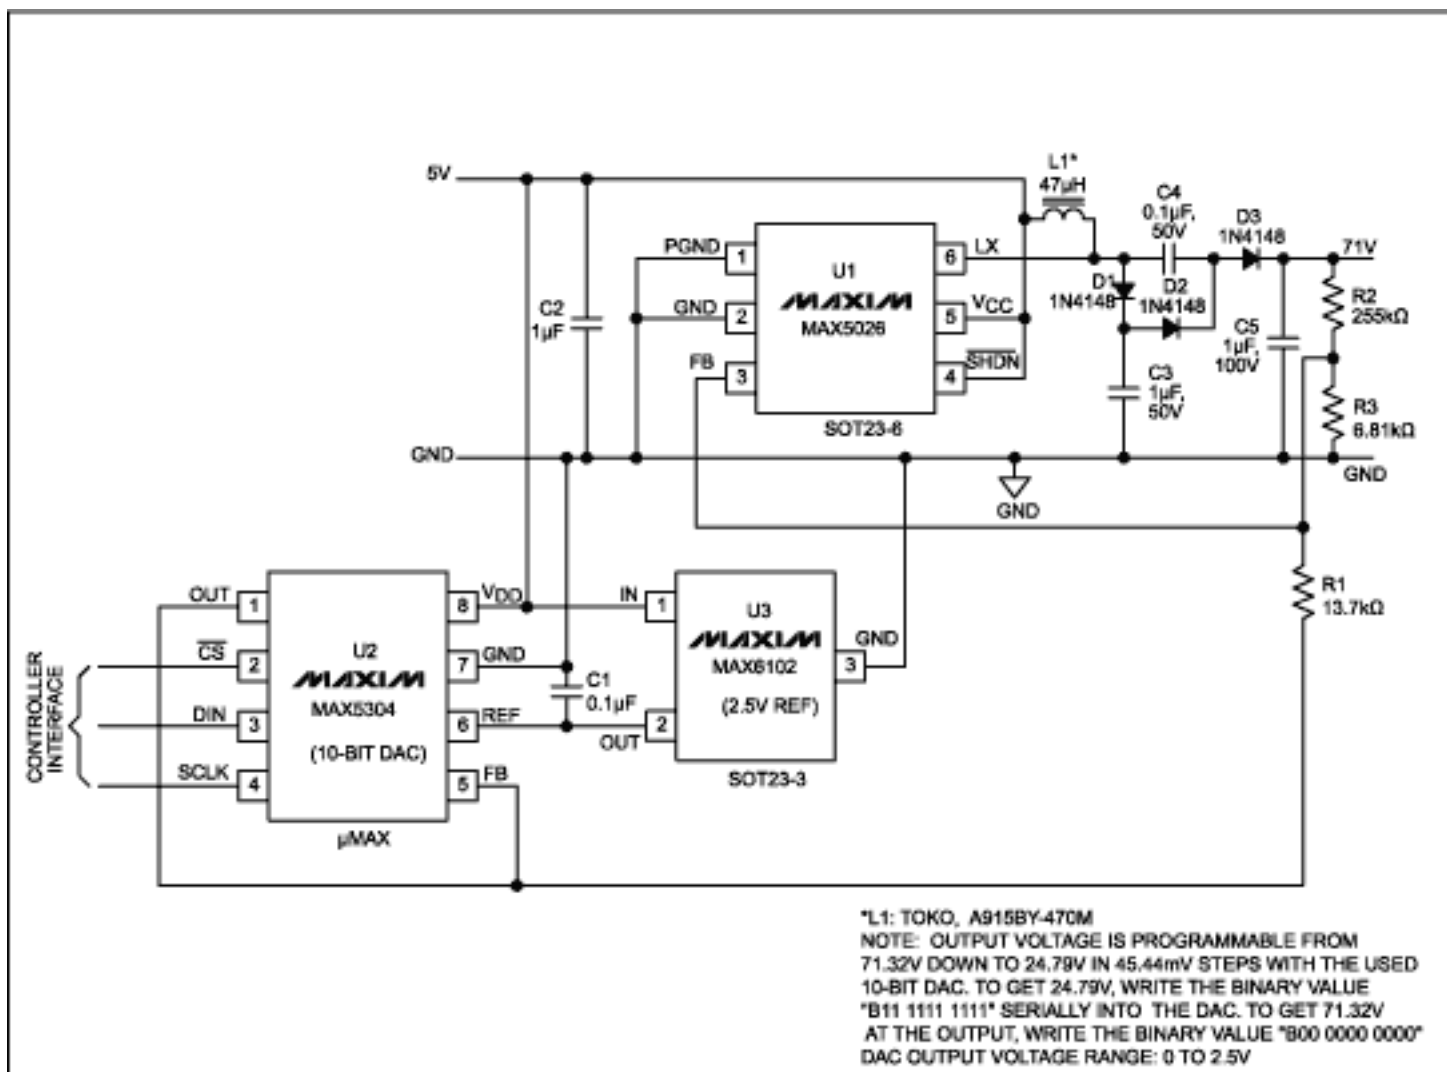 L1*
47µH
5V
C4
0.1µF,
50V
D3
1N4148
71V
PGND
1
U1
MAXIM
MAX5026
6
LX
D1
1N4148
D2
1N4148
R2
255kΩ
C2
1µF
GND
2
5
VCC
C5
1µF,
100V
FB
3
4
SHDN
C3
1µF,
50V
R3
6.81kΩ
SOT23-6
GND
GND
GND
OUT
1
8
VDD
IN
1
U3
MAXIM
MAX6102
(2.5V REF)
GND
3
R1
13.7kΩ
CONTROLLER
INTERFACE
CS
2
U2
MAXIM
MAX5304
(10-BIT DAC)
7
GND
C1
0.1µF
DIN
3
6
REF
2
OUT
SCLK
4
5
FB
SOT23-3
µMAX
*L1: TOKO, A915BY-470M
NOTE: OUTPUT VOLTAGE IS PROGRAMMABLE FROM
71.32V DOWN TO 24.79V IN 45.44mV STEPS WITH THE USED
10-BIT DAC. TO GET 24.79V, WRITE THE BINARY VALUE
"B11 1111 1111" SERIALLY INTO THE DAC. TO GET 71.32V
AT THE OUTPUT, WRITE THE BINARY VALUE "B00 0000 0000"
DAC OUTPUT VOLTAGE RANGE: 0 TO 2.5V